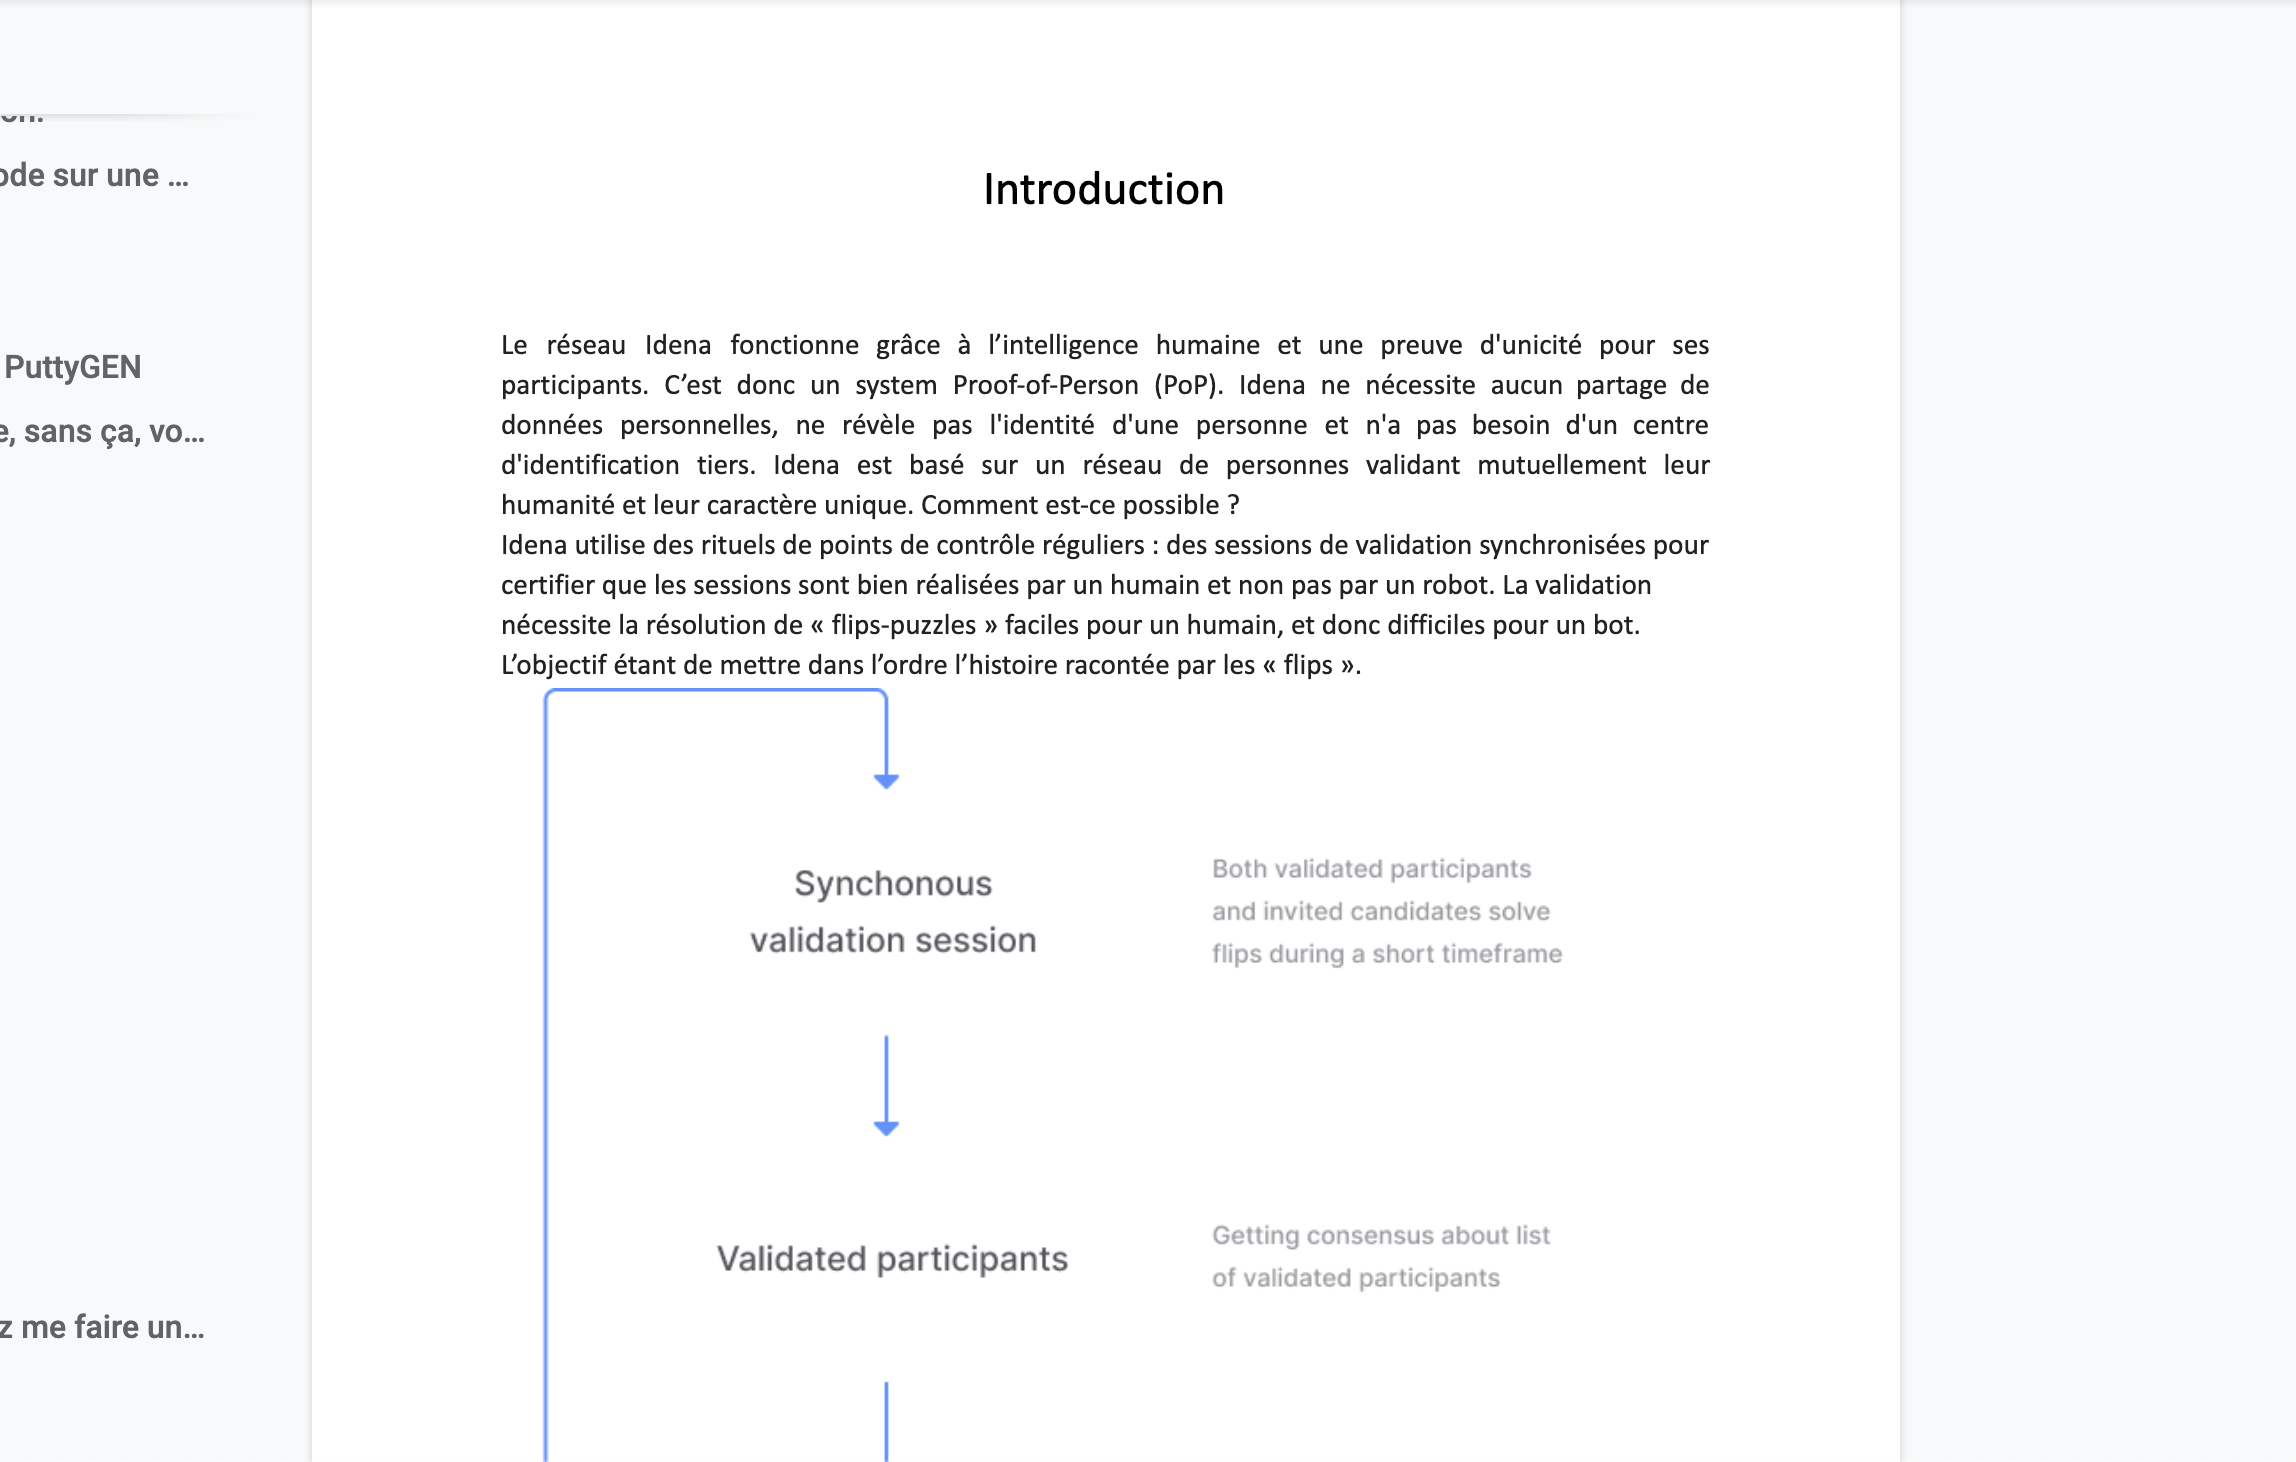 ode sur une ...
PuttyGEN
e, sans ça, vo...
z me faire un...
Introduction
Le réseau Idena fonctionne grâce à l’intelligence humaine et une preuve d'unicité pour ses
participants. C’est donc un system Proof-of-Person (PoP). Idena ne nécessite aucun partage de
données personnelles, ne révèle pas l'identité d'une personne et n'a pas besoin d'un centre
d'identification tiers. Idena est basé sur un réseau de personnes validant mutuellement leur
humanité et leur caractère unique. Comment est-ce possible ?
Idena utilise des rituels de points de contrôle réguliers : des sessions de validation synchronisées pour
certifier que les sessions sont bien réalisées par un humain et non pas par un robot. La validation
nécessite la résolution de « flips-puzzles » faciles pour un humain, et donc difficiles pour un bot.
L’objectif étant de mettre dans l’ordre l’histoire racontée par les « flips ».
Synchonous
validation session
Both validated participants
and invited candidates solve
flips during a short timeframe
Validated participants
Getting consensus about list
of validated participants